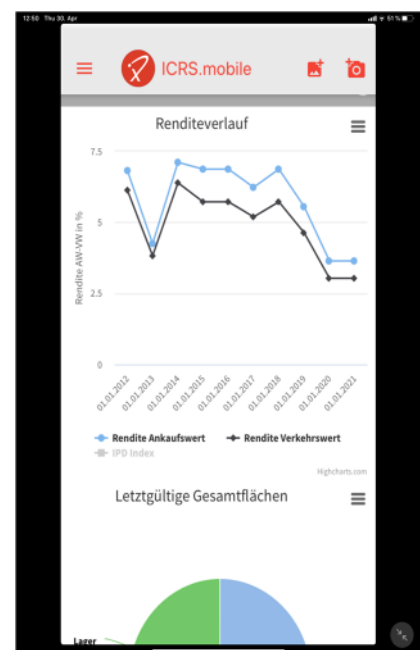 12:50 Thu 30. Apr
51 %
ICRS.mobile
Renditeverlauf
Rendite AW-VW in %
7.5
5
2.5
0
01.01.2012
01.01.2013
01.01.2014
01.01.2015
01.01.2016
01.01.2017
01.01.2018
01.01.2019
01.01.2020
01.01.2021
Rendite Ankaufswert Rendite Verkehrswert
IPD Index
Highcharts.com
Letztgültige Gesamtflächen
Lager